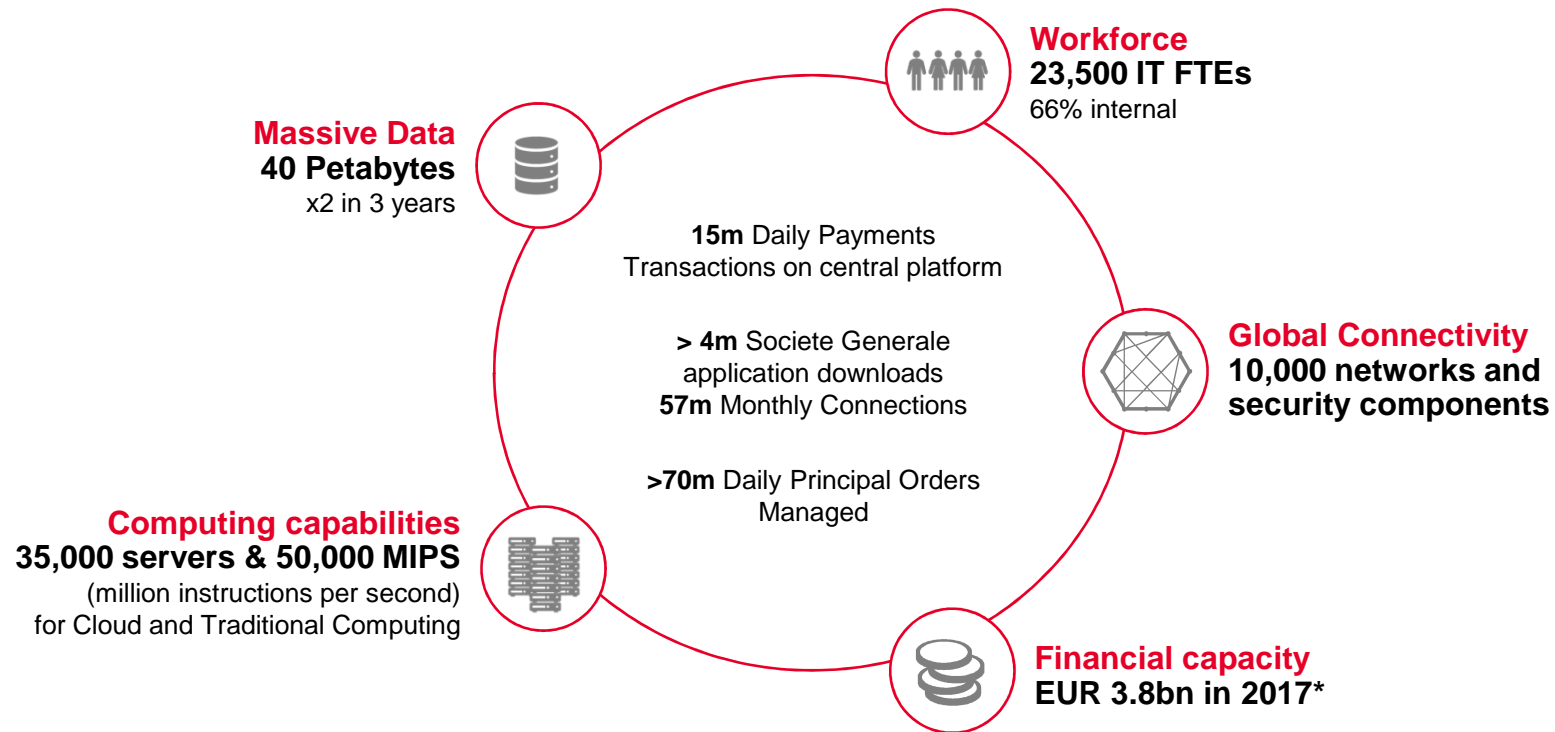 Workforce
23,500 IT FTEs
66% internal
Massive Data
40 Petabytes
x2 in 3 years
15m Daily Payments
Transactions on central platform
> 4m Societe Generale
application downloads
57m Monthly Connections
>70m Daily Principal Orders
Managed
Global Connectivity
10,000 networks and
security components
Computing capabilities
35,000 servers & 50,000 MIPS
(million instructions per second)
for Cloud and Traditional Computing
Financial capacity
EUR 3.8bn in 2017*